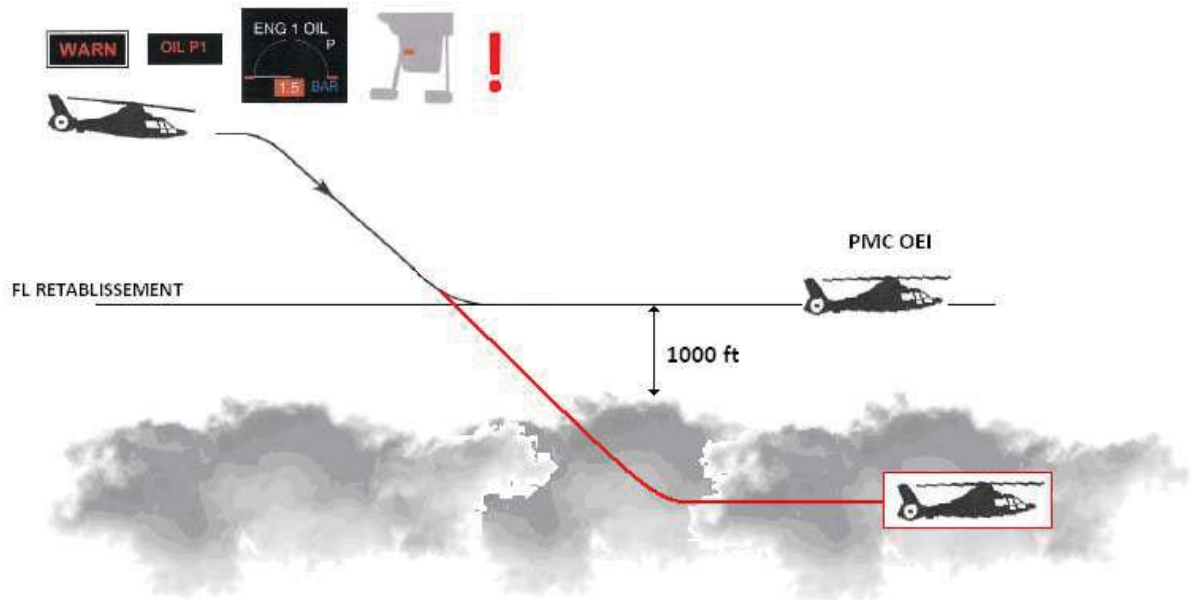 WARN
OIL P1
ENG 1 OIL
P
1.5 BAR
PMC OEI
FL RETABLISSEMENT
1000 ft